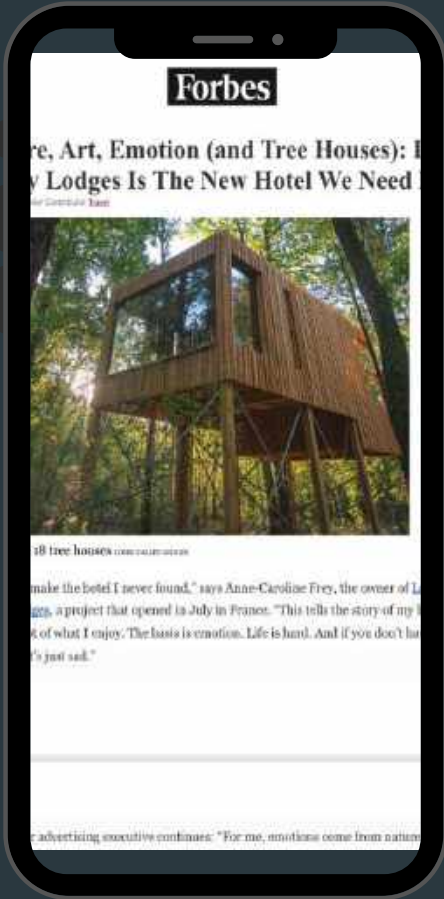 Forbes
re, Art, Emotion (and Tree Houses):
y Lodges Is The New Hotel We Need
Travel
18 tree houses
make the hotel I never found," says Anne-Caroline Frey, the owner of
ges, a project that opened in July in France. "This tells the story of my
t of what I enjoy. The basis is emotion. Life is hard. And if you don't ha
t's just sad."
r advertising executive continues: "For me, emotions come from nature